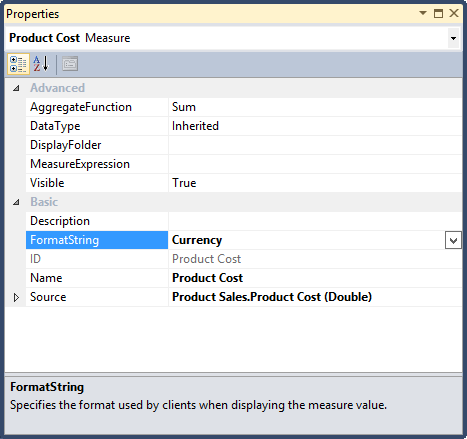 Properties
Product Cost Measure
Advanced
AggregateFunction Sum
DataType Inherited
DisplayFolder
MeasureExpression
Visible True
Basic
Description
FormatString Currency
ID Product Cost
Name Product Cost
Source Product Sales.Product Cost (Double)
FormatString
Specifies the format used by clients when displaying the measure value.